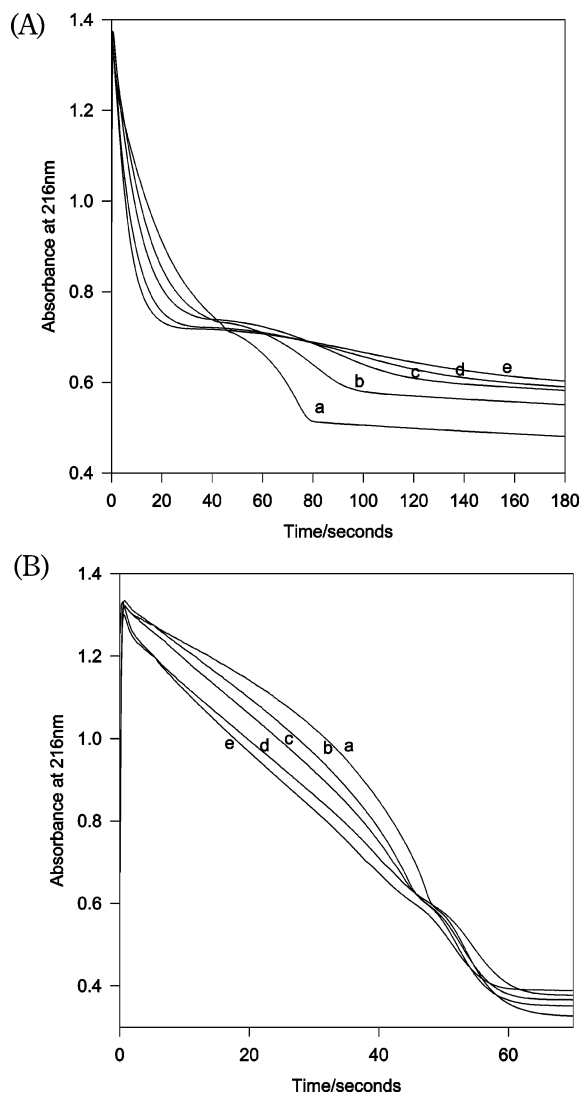 (A)
1.4
1.2
1.0
0.8
0.6
0.4
Absorbance at 216nm
a
b
c
d
e
0 20 40 60 80 100 120 140 160 180
Time/seconds
(B)
1.4
1.2
1.0
0.8
0.6
0.4
Absorbance at 216nm
e d c b a
0 20 40 60
Time/seconds